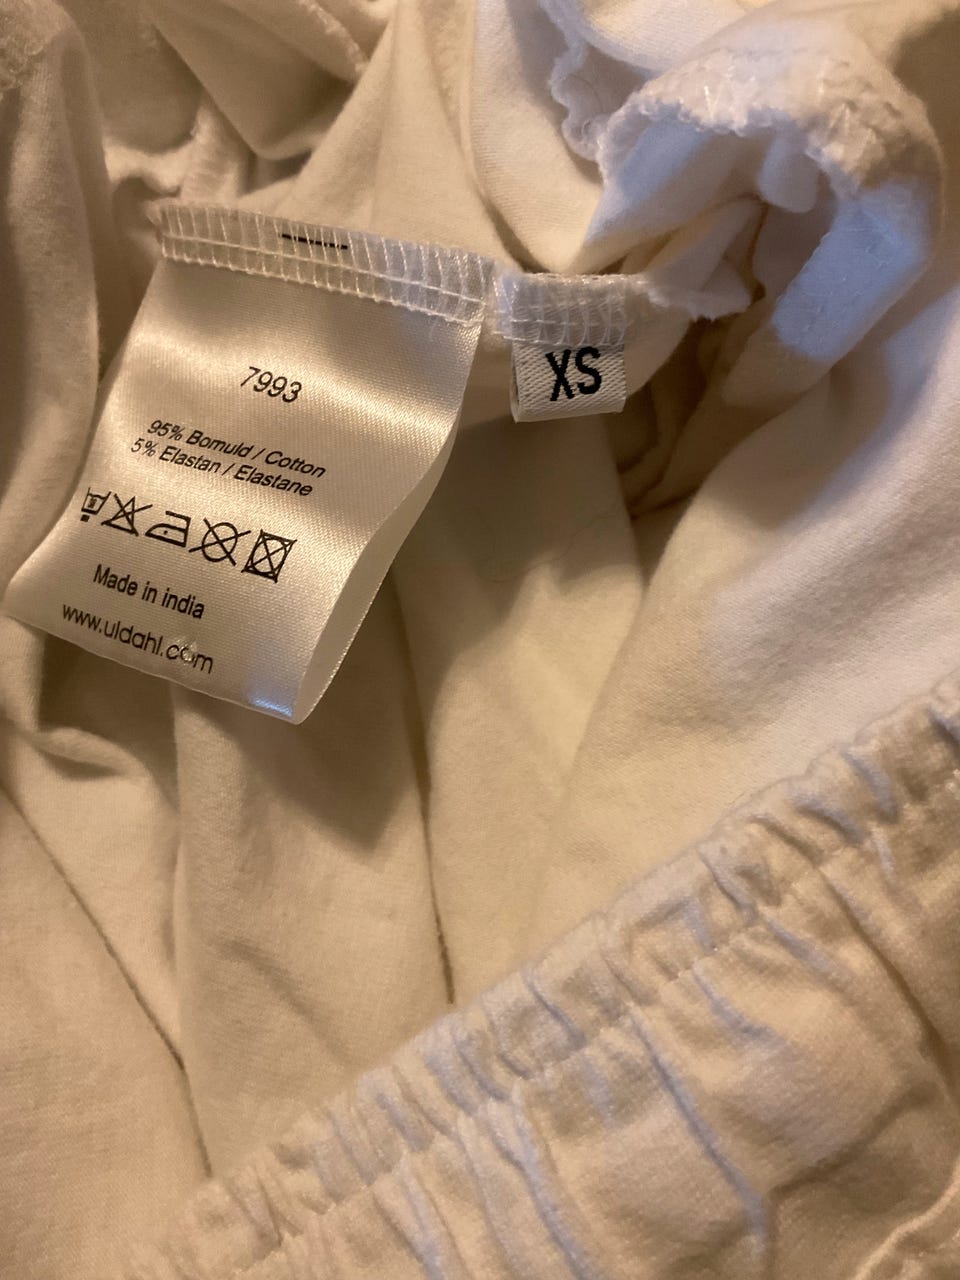 7993
95% Bomuld / Cotton
5% Elastan / Elastane
Made in india
www.uldahl.com
XS